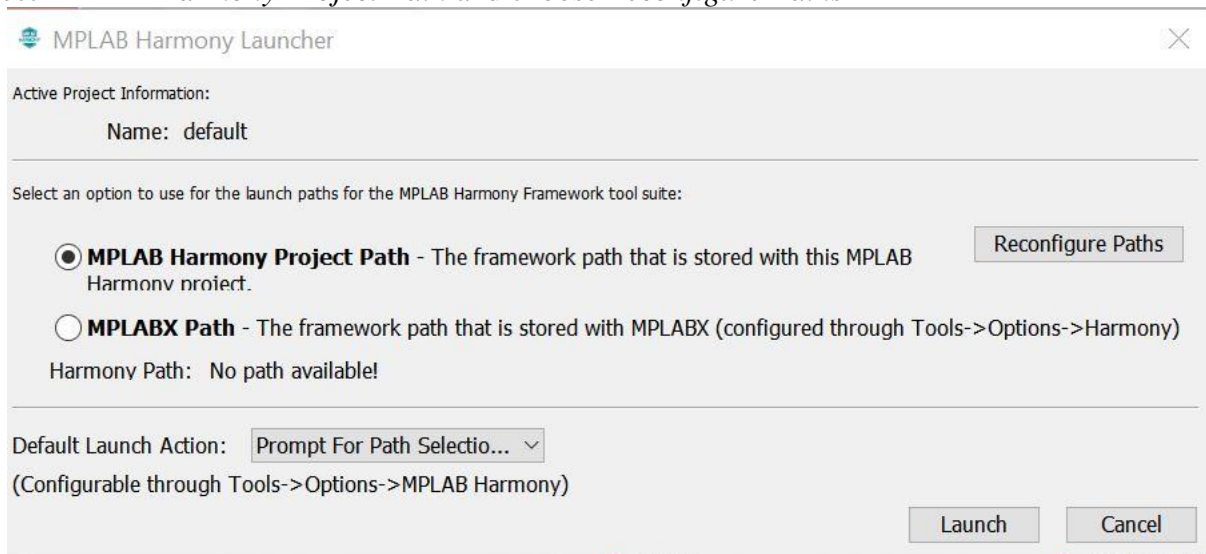 MPLAB Harmony Launcher
Active Project Information:
Name: default
Select an option to use for the launch paths for the MPLAB Harmony Framework tool suite:
Reconfigure Paths
MPLAB Harmony Project Path - The framework path that is stored with this MPLAB
Harmony project.
MPLABX Path - The framework path that is stored with MPLABX (configured through Tools->Options->Harmony)
Harmony Path: No path available!
Default Launch Action: Prompt For Path Selectio...
(Configurable through Tools->Options->MPLAB Harmony)
Launch Cancel